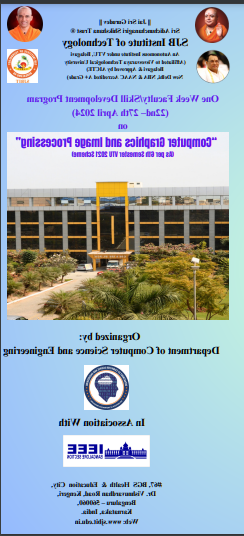 || Jai Sri Gurudev ||
Sri Adichunchanagiri Shikshana Trust ®
SJB Institute of Technology
An Autonomous Institute under VTU, Belagavi
(Affiliated to Visvesvaraya Technological University
Belagavi & Approved by AICTE)
New Delhi, NBA & NAAC Accredited A+ Grade)
One Week Faculty/Skill Development Program
(22nd– 27th April 2024)
on
“Computer Graphics and Image Processing”
(As per 6th Semester VTU 2021 Scheme)
Organized by:
Department of Computer Science and Engineering
In Association With
IEEE
BANGALORE SECTION
#67, BGS Health & Education City,
Dr. Vishnuvardhan Road, Kengeri,
Bengaluru – 560060,
Karnataka, India.
Web: www.sjbit.edu.in